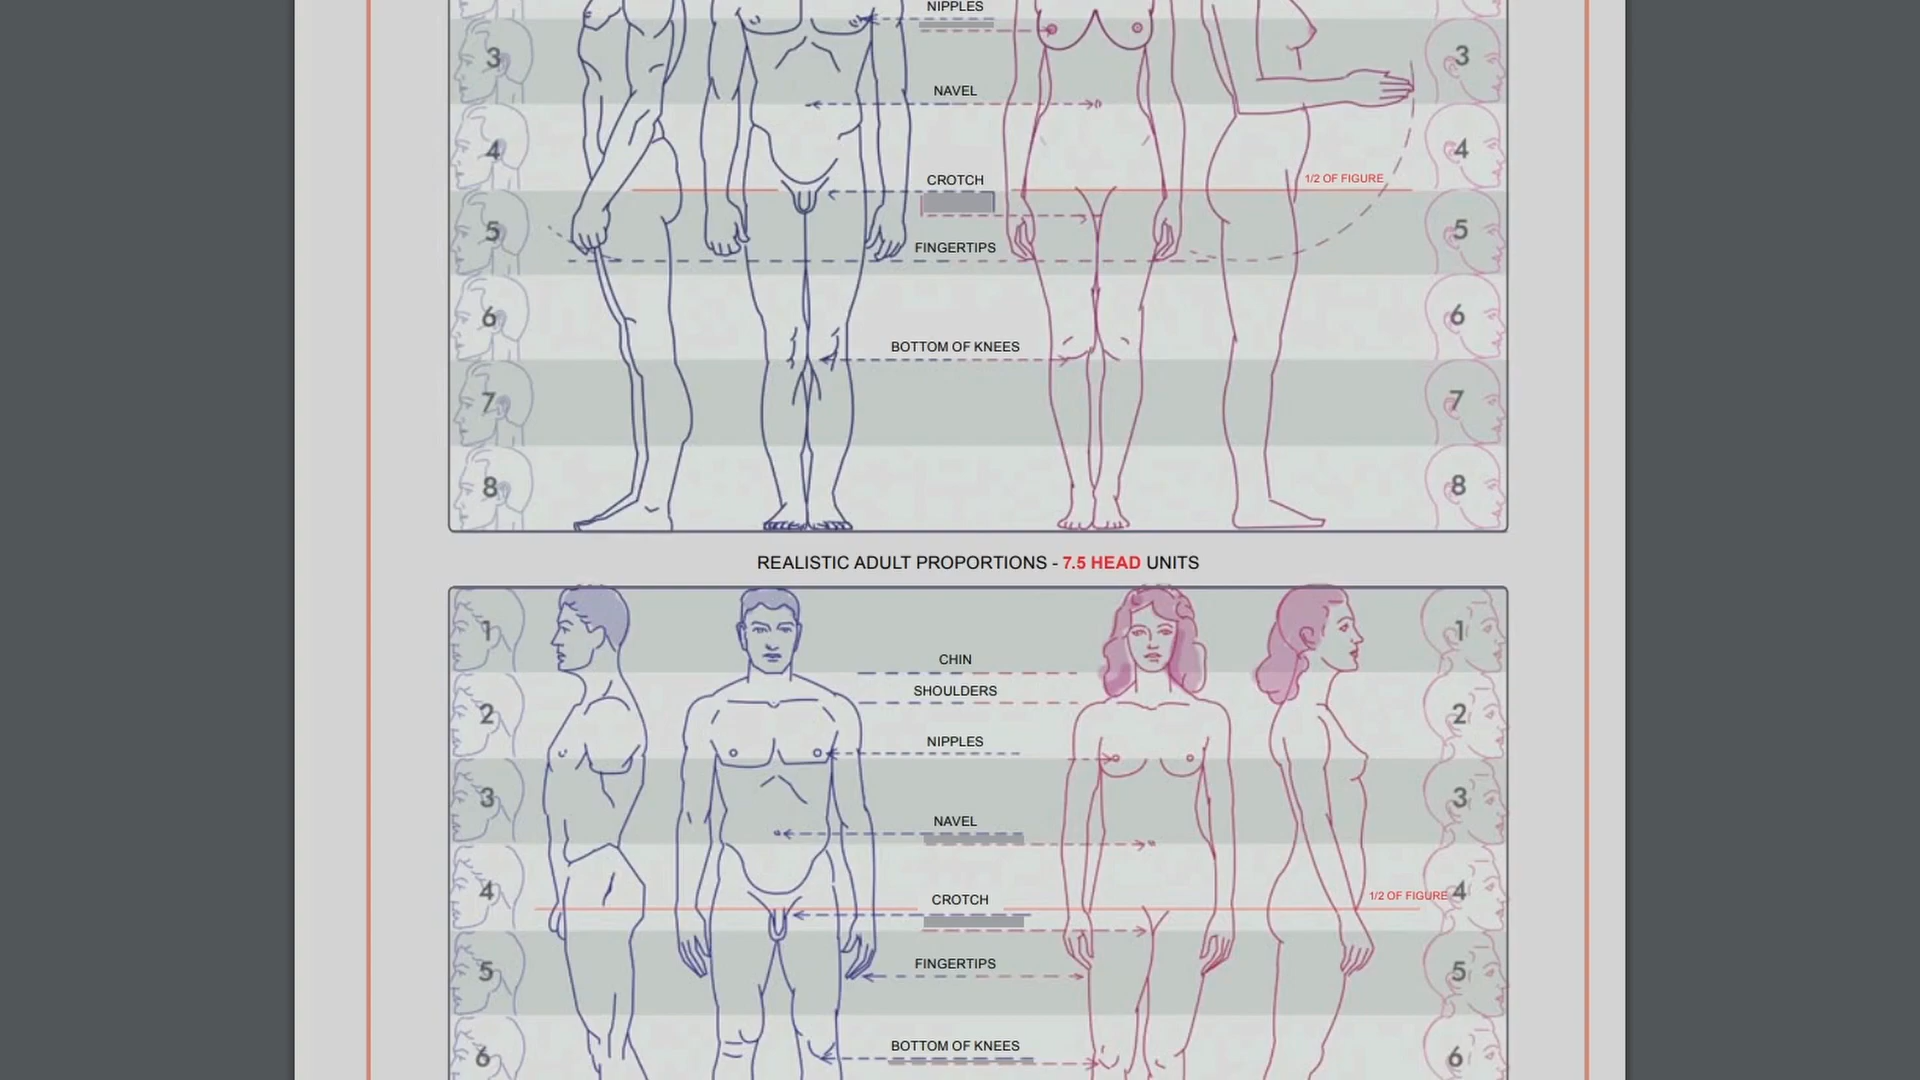 NIPPLES
3
3
NAVEL
4
4
CROTCH
1/2 OF FIGURE
5
5
FINGERTIPS
6
6
BOTTOM OF KNEES
7
7
8
8
REALISTIC ADULT PROPORTIONS - 7.5 HEAD UNITS
1
1
CHIN
SHOULDERS
2
2
NIPPLES
3
3
NAVEL
4
1/2 OF FIGURE
4
CROTCH
5
5
FINGERTIPS
BOTTOM OF KNEES
6
6